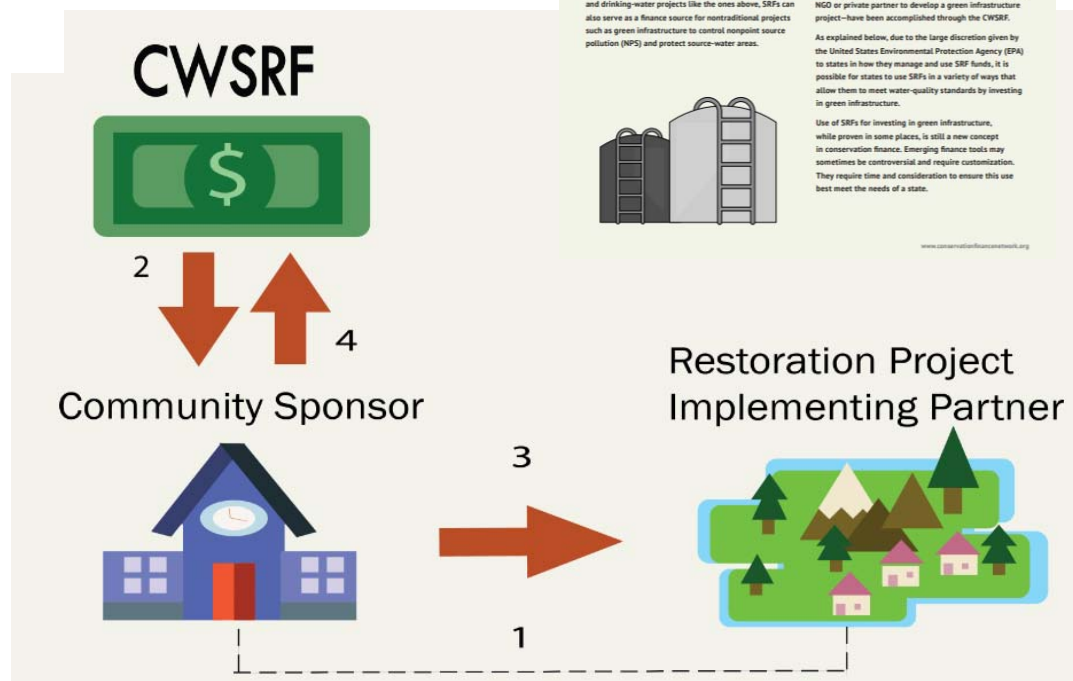 and drinking-water projects like the ones above, SRFs can
also serve as a finance source for nontraditional projects
such as green infrastructure to control nonpoint source
pollution (NPS) and protect source-water areas.
NGO or private partner to develop a green infrastructure
project—have been accomplished through the CWSRF.
As explained below, due to the large discretion given by
the United States Environmental Protection Agency (EPA)
to states in how they manage and use SRF funds, it is
possible for states to use SRFs in a variety of ways that
allow them to meet water-quality standards by investing
in green infrastructure.
Use of SRFs for investing in green infrastructure,
while proven in some places, is still a new concept
in conservation finance. Emerging finance tools may
sometimes be controversial and require customization.
They require time and consideration to ensure this use
best meet the needs of a state.
www.conservationfinancenetwork.org
CWSRF
$
2
4
Community Sponsor
Restoration Project
Implementing Partner
3
1